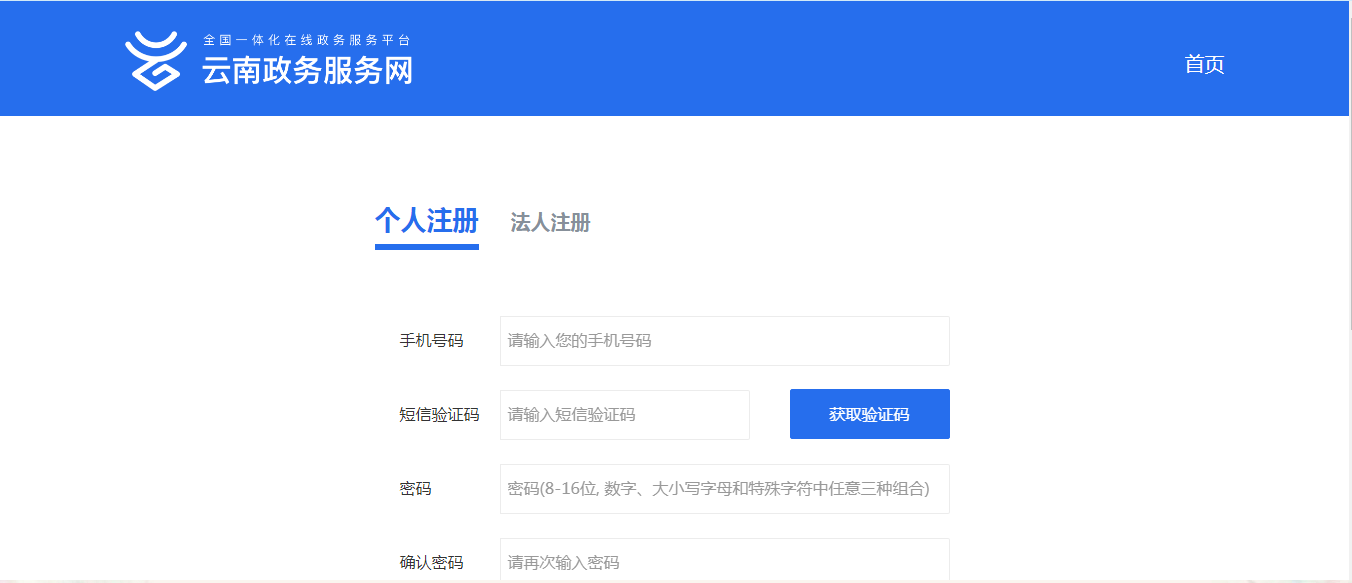 全国一体化在线政务服务平台
云南政务服务网
首页
个人注册 法人注册
手机号码 请输入您的手机号码
短信验证码 请输入短信验证码 获取验证码
密码 密码(8-16位, 数字、大小写字母和特殊字符中任意三种组合)
确认密码 请再次输入密码